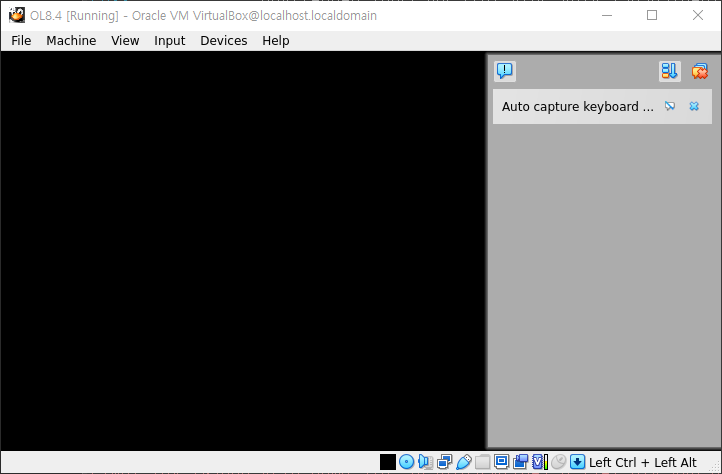 OL8.4 [Running] - Oracle VM VirtualBox@localhost.localdomain
File Machine View Input Devices Help
Auto capture keyboard ...
Left Ctrl + Left Alt